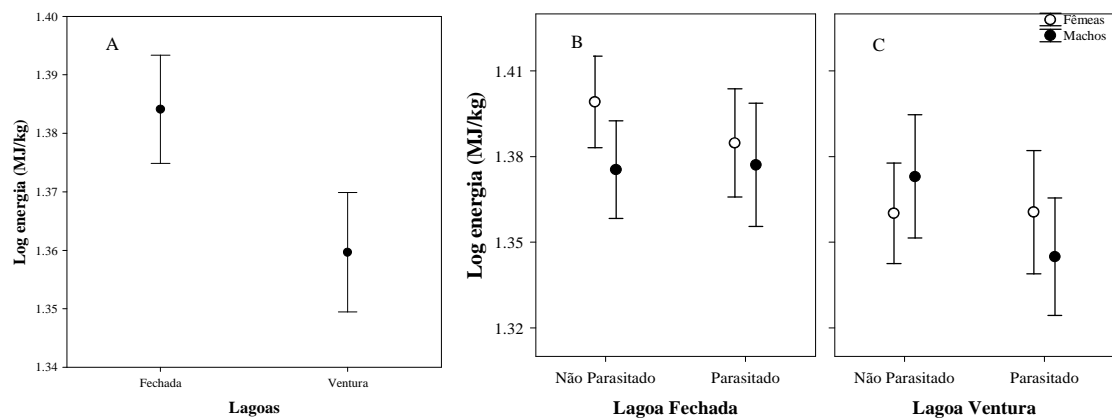 A
Log energia (MJ/kg)
1.40
1.39
1.38
1.37
1.36
1.35
1.34
Fechada
Ventura
Lagoas
B
Log energia (MJ/kg)
1.41
1.38
1.35
1.32
Não Parasitado
Parasitado
Lagoa Fechada
C
Fêmeas
Machos
Não Parasitado
Parasitado
Lagoa Ventura